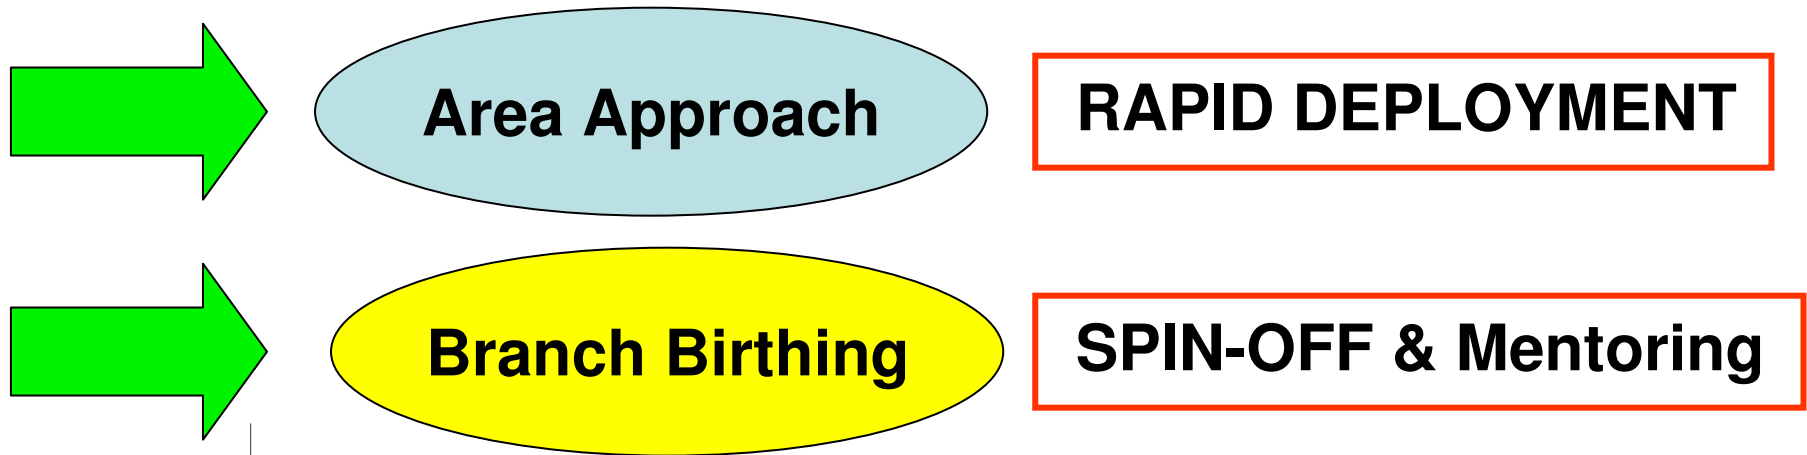 Area Approach
RAPID DEPLOYMENT
Branch Birthing
SPIN-OFF & Mentoring